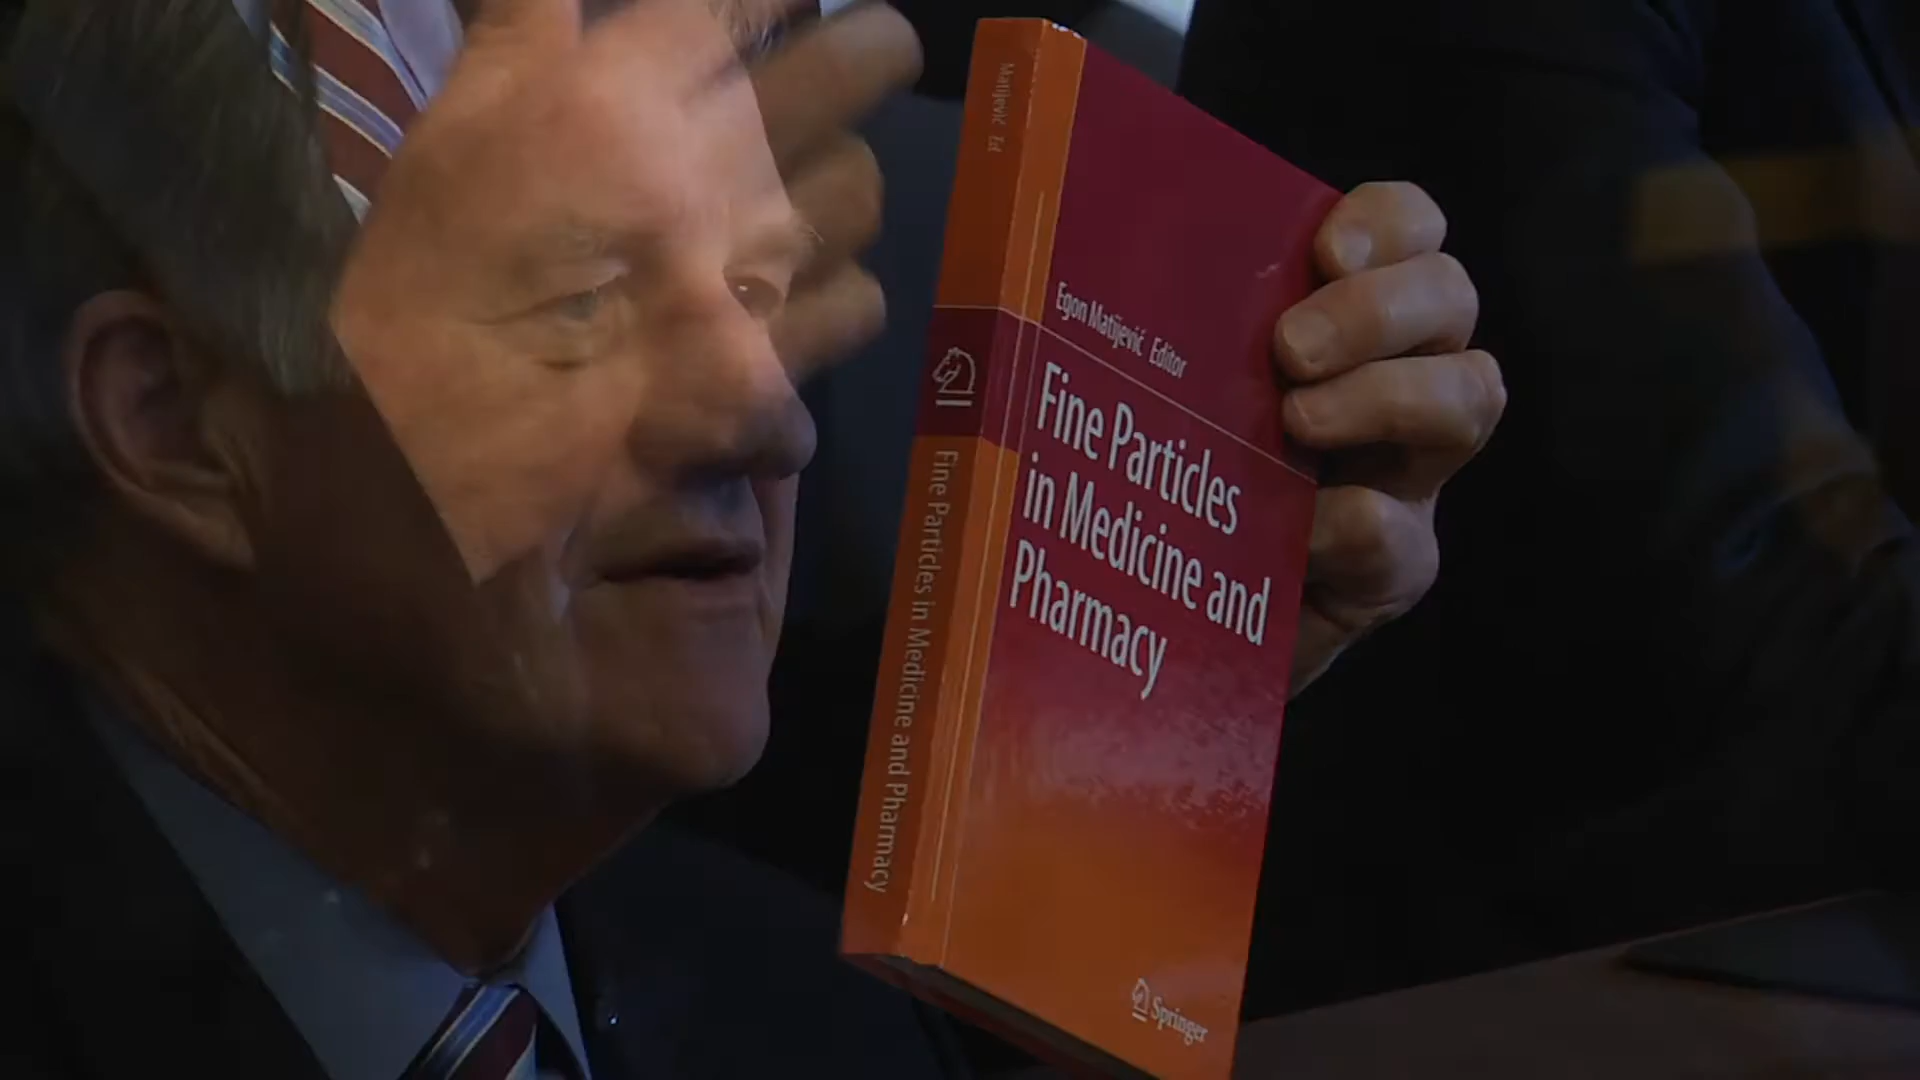 Matijević Ed.
Fine Particles in Medicine and Pharmacy
Egon Matijević Editor
Fine Particles
in Medicine and
Pharmacy
Springer